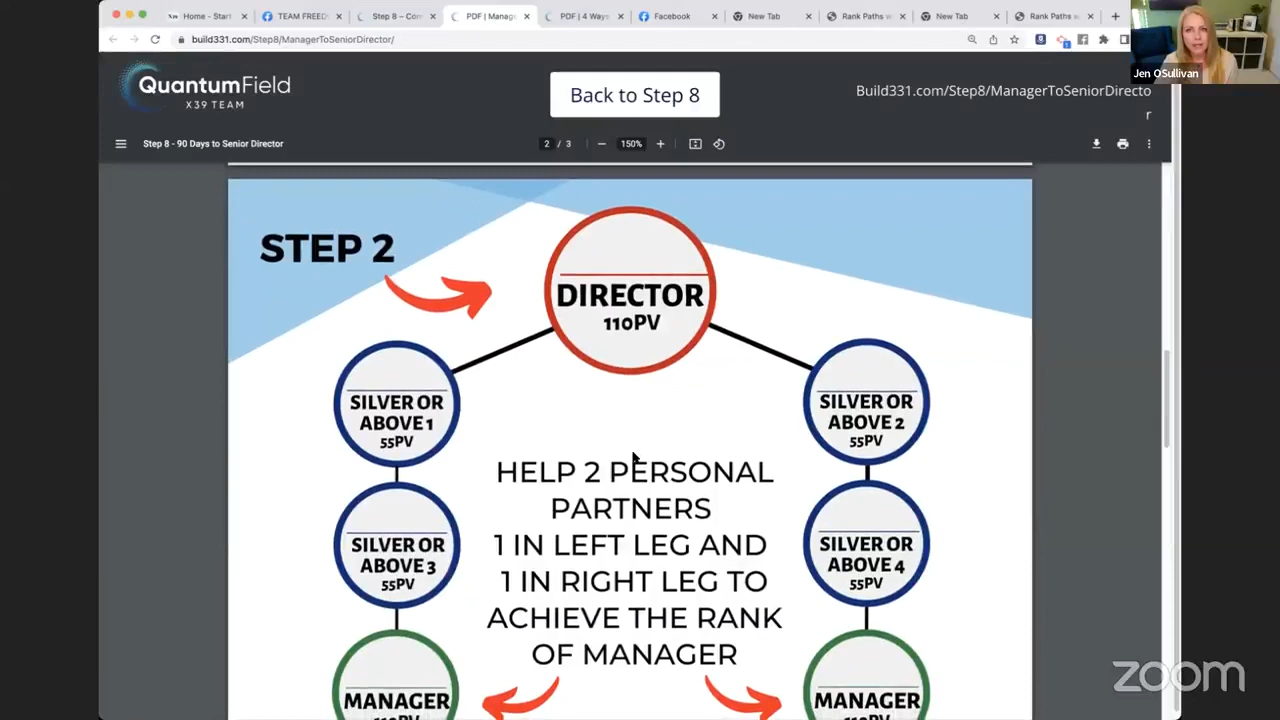 Home - Start
TEAM FREED
Step 8 – Com
PDF | Manag
PDF | 4 Ways
Facebook
New Tab
Rank Paths w
New Tab
Rank Paths w
build331.com/Step8/ManagerToSeniorDirector/
Jen OSullivan
QuantumField
X39 TEAM
Back to Step 8
Build331.com/Step8/ManagerToSeniorDirecto
r
Step 8 - 90 Days to Senior Director
2 / 3
150%
STEP 2
DIRECTOR
110PV
SILVER OR
ABOVE 1
55PV
SILVER OR
ABOVE 2
55PV
HELP 2 PERSONAL
PARTNERS
1 IN LEFT LEG AND
1 IN RIGHT LEG TO
ACHIEVE THE RANK
OF MANAGER
SILVER OR
ABOVE 3
55PV
SILVER OR
ABOVE 4
55PV
MANAGER
110PV
MANAGER
110PV
zoom